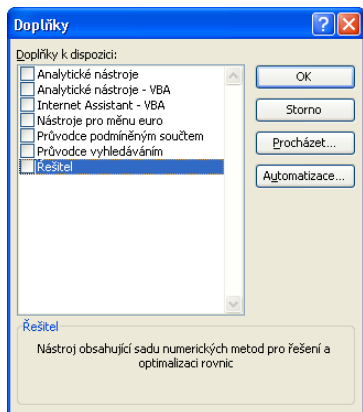 Doplňky
Doplňky k dispozici:
Analytické nástroje
Analytické nástroje - VBA
Internet Assistant - VBA
Nástroje pro měnu euro
Průvodce podmíněným součtem
Průvodce vyhledáváním
Řešitel
OK
Storno
Procházet...
Automatizace...
Řešitel
Nástroj obsahující sadu numerických metod pro řešení a
optimalizaci rovnic